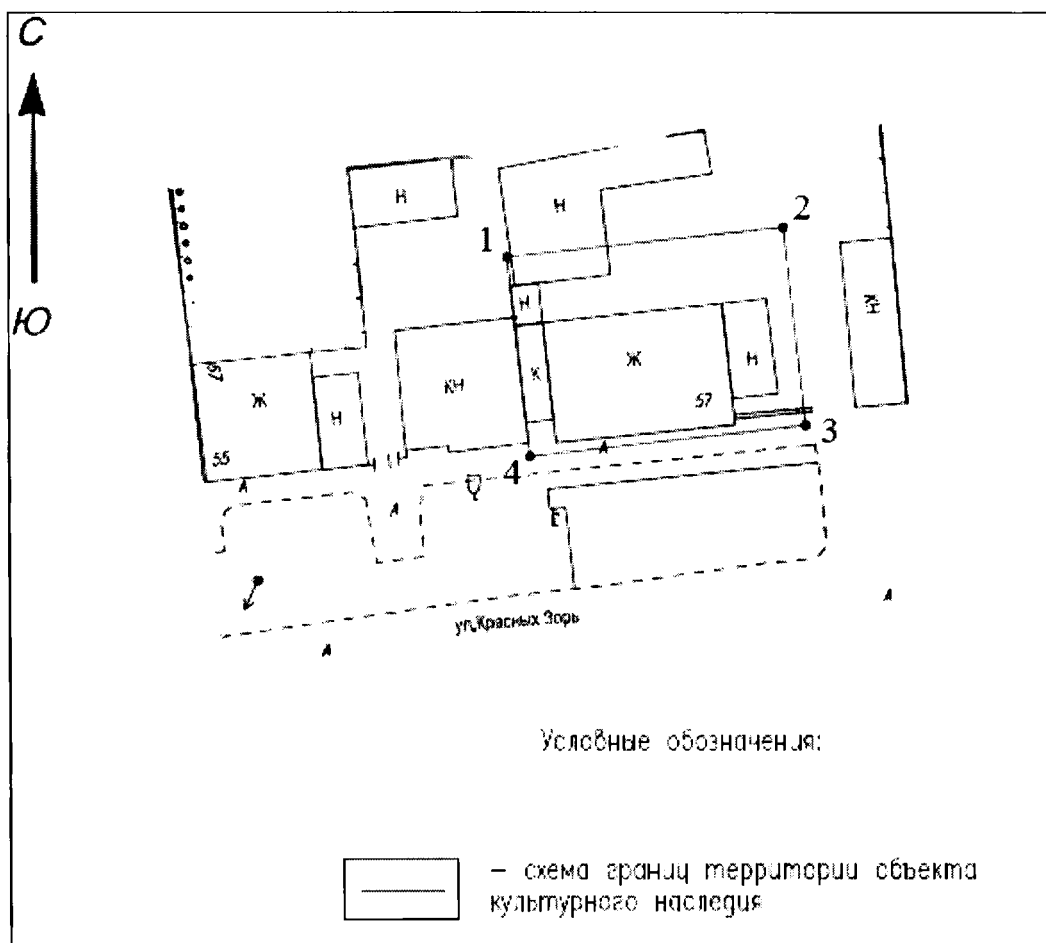 С
Ю
Н
Н
1
2
Н
КН
Ж
Н
КН
К
Ж
Н
57
55
3
4
А
А
А
Г
ул.Красных Зорь
А
А
Условные обозначения:
– схема границ территории объекта
культурного наследия